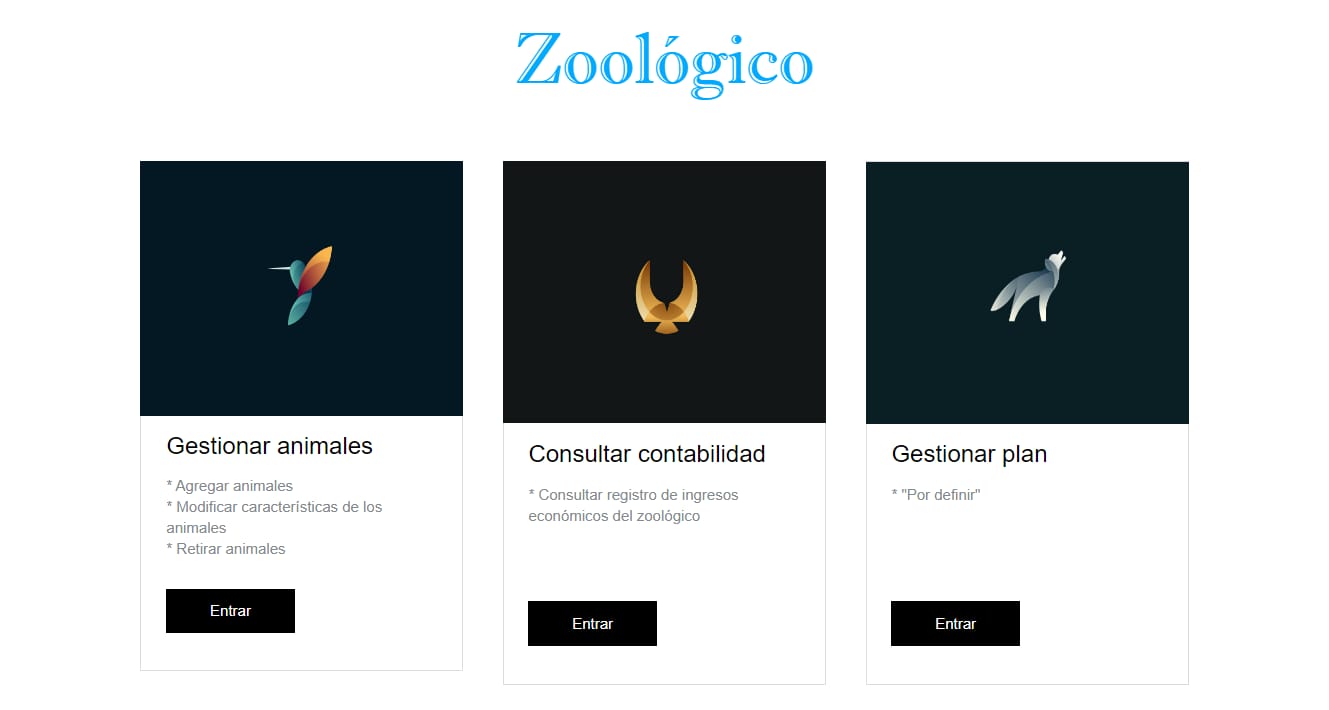 Zoológico
Gestionar animales
* Agregar animales
* Modificar características de los
animales
* Retirar animales
Entrar
Consultar contabilidad
* Consultar registro de ingresos
económicos del zoológico
Entrar
Gestionar plan
* "Por definir"
Entrar